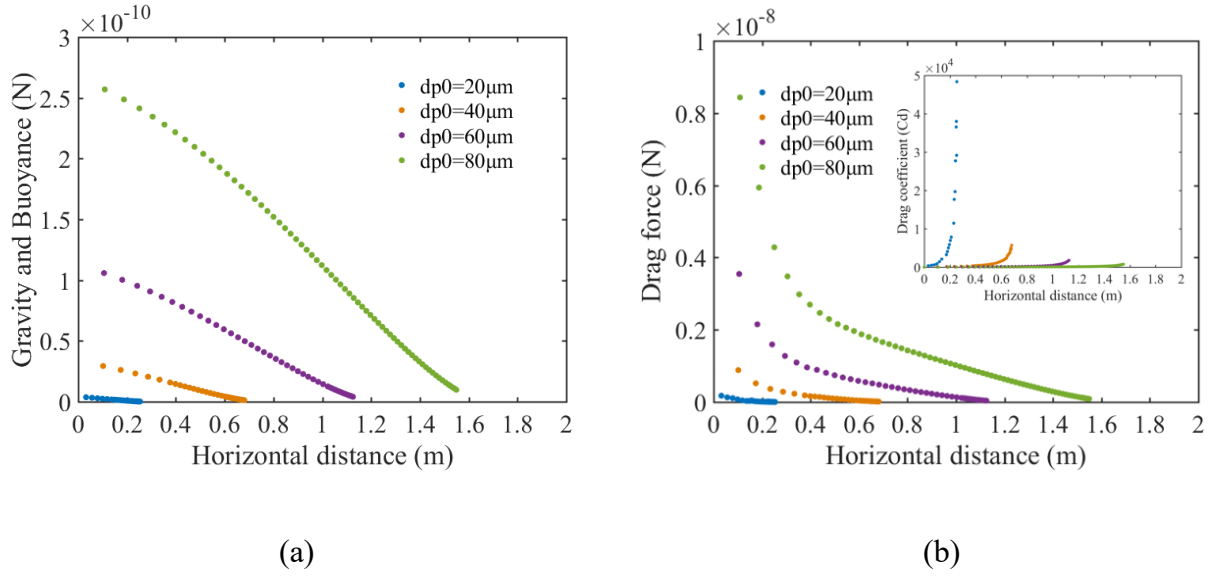 ×10⁻¹⁰
3
2.5
2
1.5
1
0.5
0
Gravity and Buoyance (N)
dp0=20μm
dp0=40μm
dp0=60μm
dp0=80μm
0 0.2 0.4 0.6 0.8 1 1.2 1.4 1.6 1.8 2
Horizontal distance (m)
(a)
1 ×10⁻⁸
0.8
0.6
0.4
0.2
0
Drag force (N)
dp0=20μm
dp0=40μm
dp0=60μm
dp0=80μm
×10⁴
5
4
3
2
1
0
Drag coefficient (Cd)
0 0.2 0.4 0.6 0.8 1 1.2 1.4 1.6 1.8 2
Horizontal distance (m)
0 0.2 0.4 0.6 0.8 1 1.2 1.4 1.6 1.8 2
Horizontal distance (m)
(b)